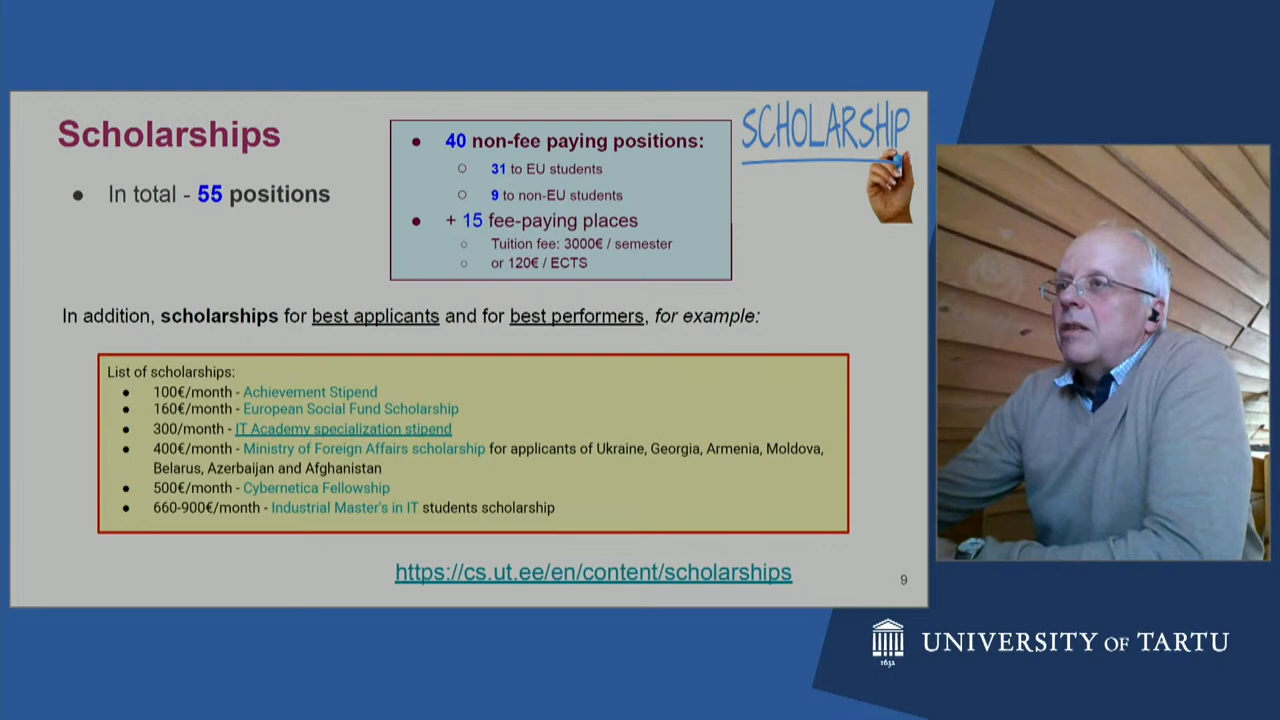 Scholarships
● In total - 55 positions
● 40 non-fee paying positions:
○ 31 to EU students
○ 9 to non-EU students
● + 15 fee-paying places
○ Tuition fee: 3000€ / semester
○ or 120€ / ECTS
SCHOLARSHIP
In addition, scholarships for best applicants and for best performers, for example:
List of scholarships:
● 100€/month - Achievement Stipend
● 160€/month - European Social Fund Scholarship
● 300/month - IT Academy specialization stipend
● 400€/month - Ministry of Foreign Affairs scholarship for applicants of Ukraine, Georgia, Armenia, Moldova,
Belarus, Azerbaijan and Afghanistan
● 500€/month - Cybernetica Fellowship
● 660-900€/month - Industrial Master's in IT students scholarship
https://cs.ut.ee/en/content/scholarships
9
1632
UNIVERSITY OF TARTU